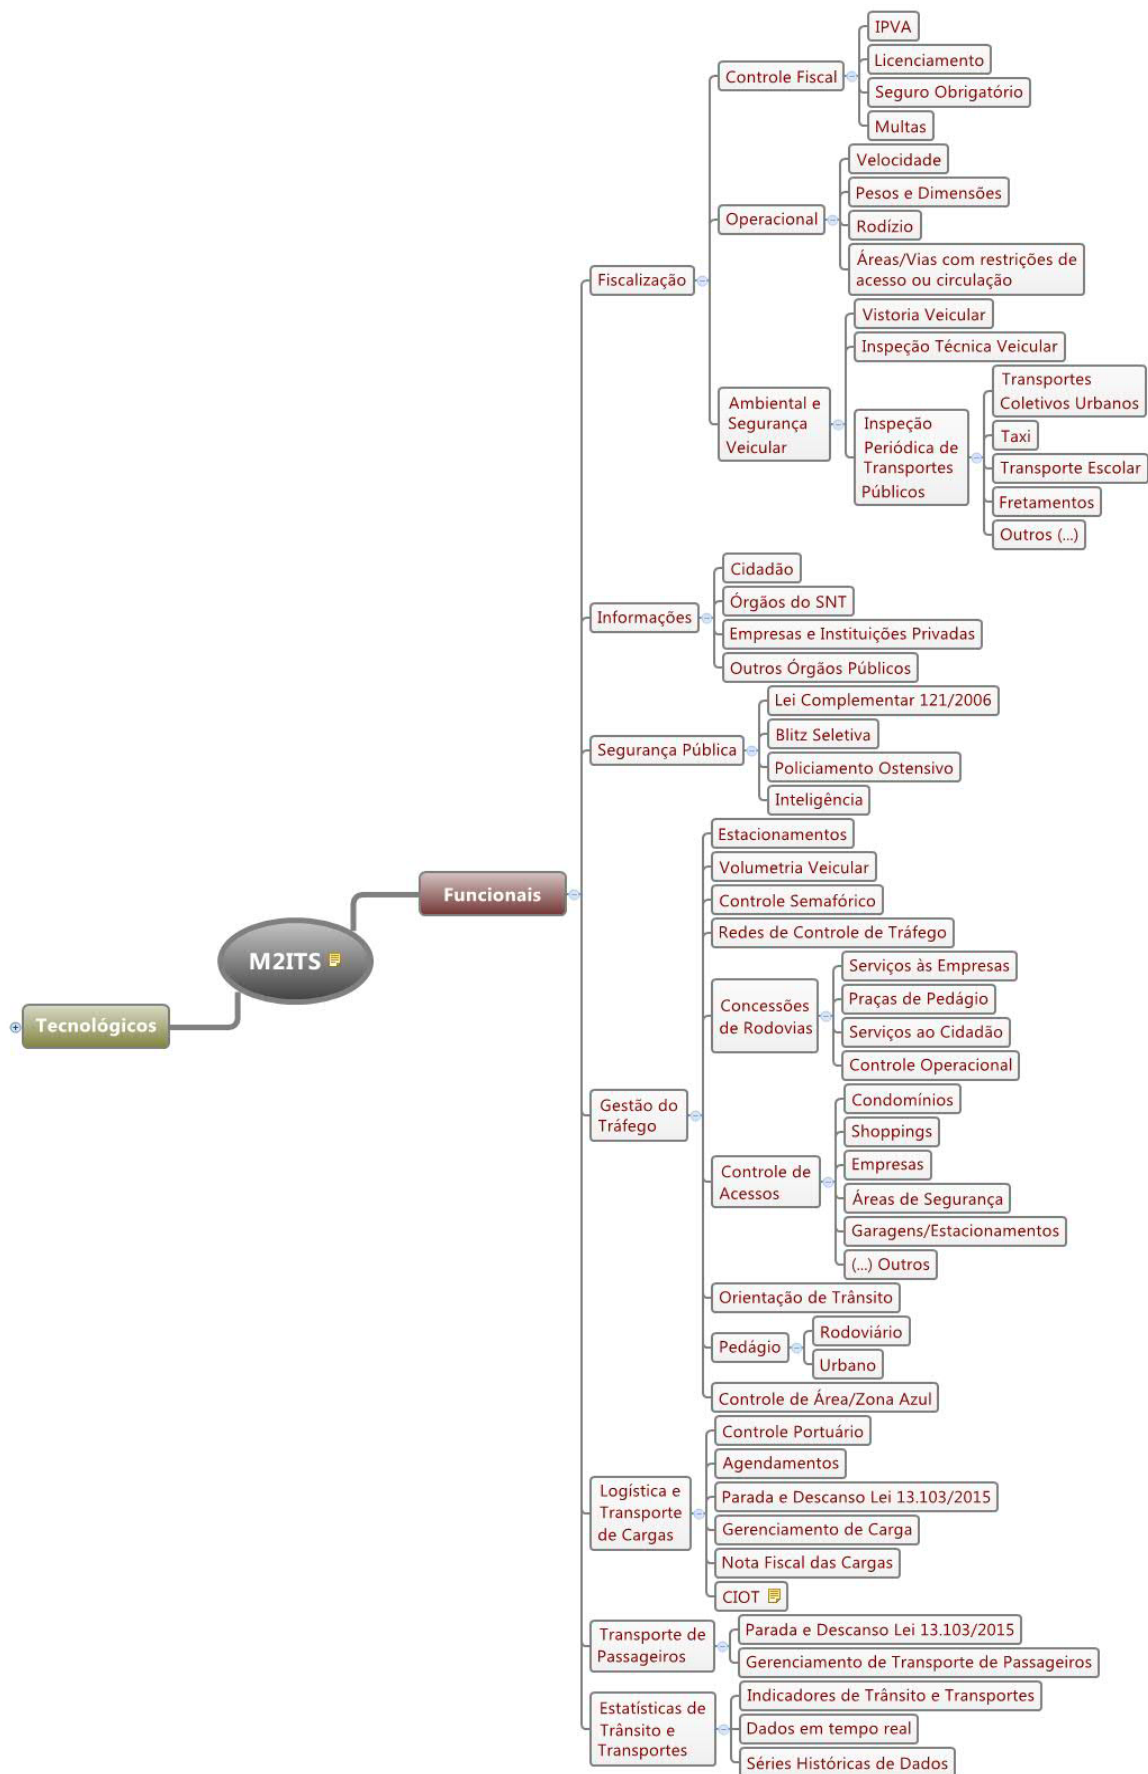 IPVA
Controle Fiscal
Licenciamento
Seguro Obrigatório
Multas
Velocidade
Pesos e Dimensões
Operacional
Rodízio
Áreas/Vias com restrições de
acesso ou circulação
Fiscalização
Vistoria Veicular
Inspeção Técnica Veicular
Ambiental e
Segurança
Veicular
Inspeção
Periódica de
Transportes
Públicos
Transportes
Coletivos Urbanos
Taxi
Transporte Escolar
Fretamentos
Outros (...)
Informações
Cidadão
Órgãos do SNT
Empresas e Instituições Privadas
Outros Órgãos Públicos
Segurança Pública
Lei Complementar 121/2006
Blitz Seletiva
Policiamento Ostensivo
Inteligência
Funcionais
M2ITS
Tecnológicos
Gestão do
Tráfego
Estacionamentos
Volumetria Veicular
Controle Semafórico
Redes de Controle de Tráfego
Concessões
de Rodovias
Serviços às Empresas
Praças de Pedágio
Serviços ao Cidadão
Controle Operacional
Controle de
Acessos
Condomínios
Shoppings
Empresas
Áreas de Segurança
Garagens/Estacionamentos
(...) Outros
Orientação de Trânsito
Pedágio
Rodoviário
Urbano
Controle de Área/Zona Azul
Logística e
Transporte
de Cargas
Controle Portuário
Agendamentos
Parada e Descanso Lei 13.103/2015
Gerenciamento de Carga
Nota Fiscal das Cargas
CIOT
Transporte de
Passageiros
Parada e Descanso Lei 13.103/2015
Gerenciamento de Transporte de Passageiros
Estatísticas de
Trânsito e
Transportes
Indicadores de Trânsito e Transportes
Dados em tempo real
Séries Históricas de Dados